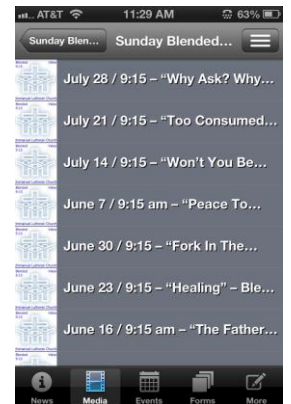 AT&T 11:29 AM 63%
Sunday Blen... Sunday Blended...
July 28 / 9:15 – “Why Ask? Why...
July 21 / 9:15 – “Too Consumed...
July 14 / 9:15 – “Won’t You Be...
June 7 / 9:15 am – “Peace To...
June 30 / 9:15 – “Fork In The...
June 23 / 9:15 – “Healing” – Ble...
June 16 / 9:15 am – “The Father...
News Media Events Forms More